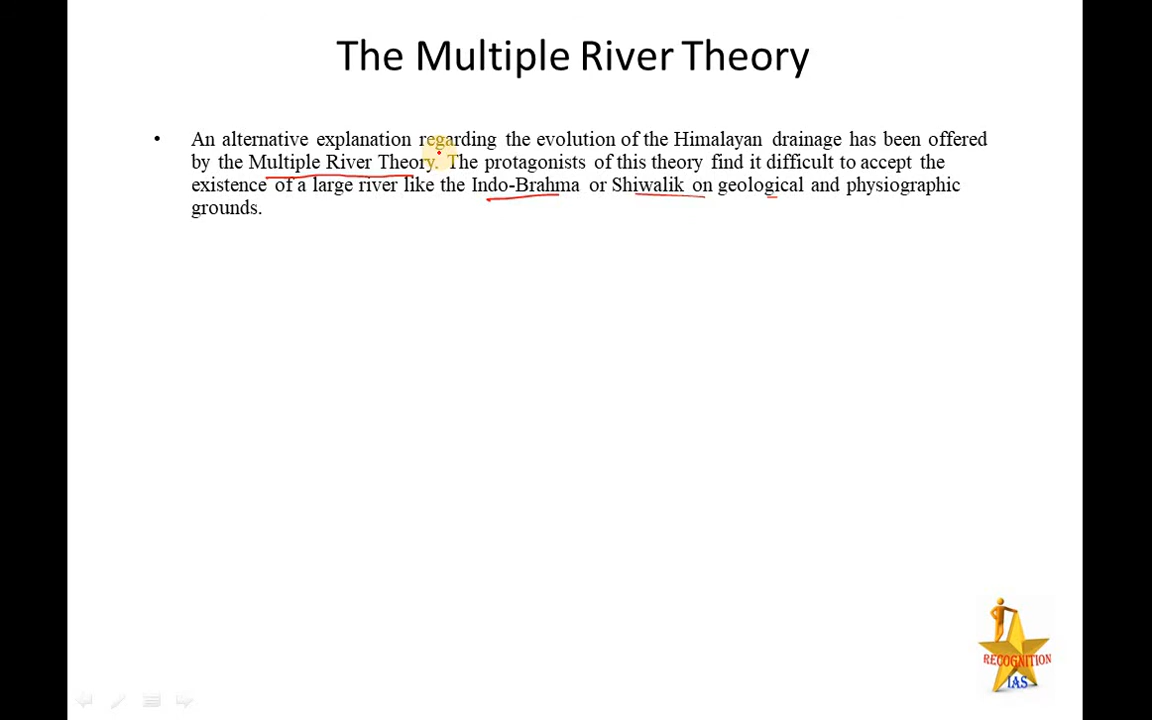 The Multiple River Theory
• An alternative explanation regarding the evolution of the Himalayan drainage has been offered
by the Multiple River Theory. The protagonists of this theory find it difficult to accept the
existence of a large river like the Indo-Brahma or Shiwalik on geological and physiographic
grounds.
RECOGNITION
IAS